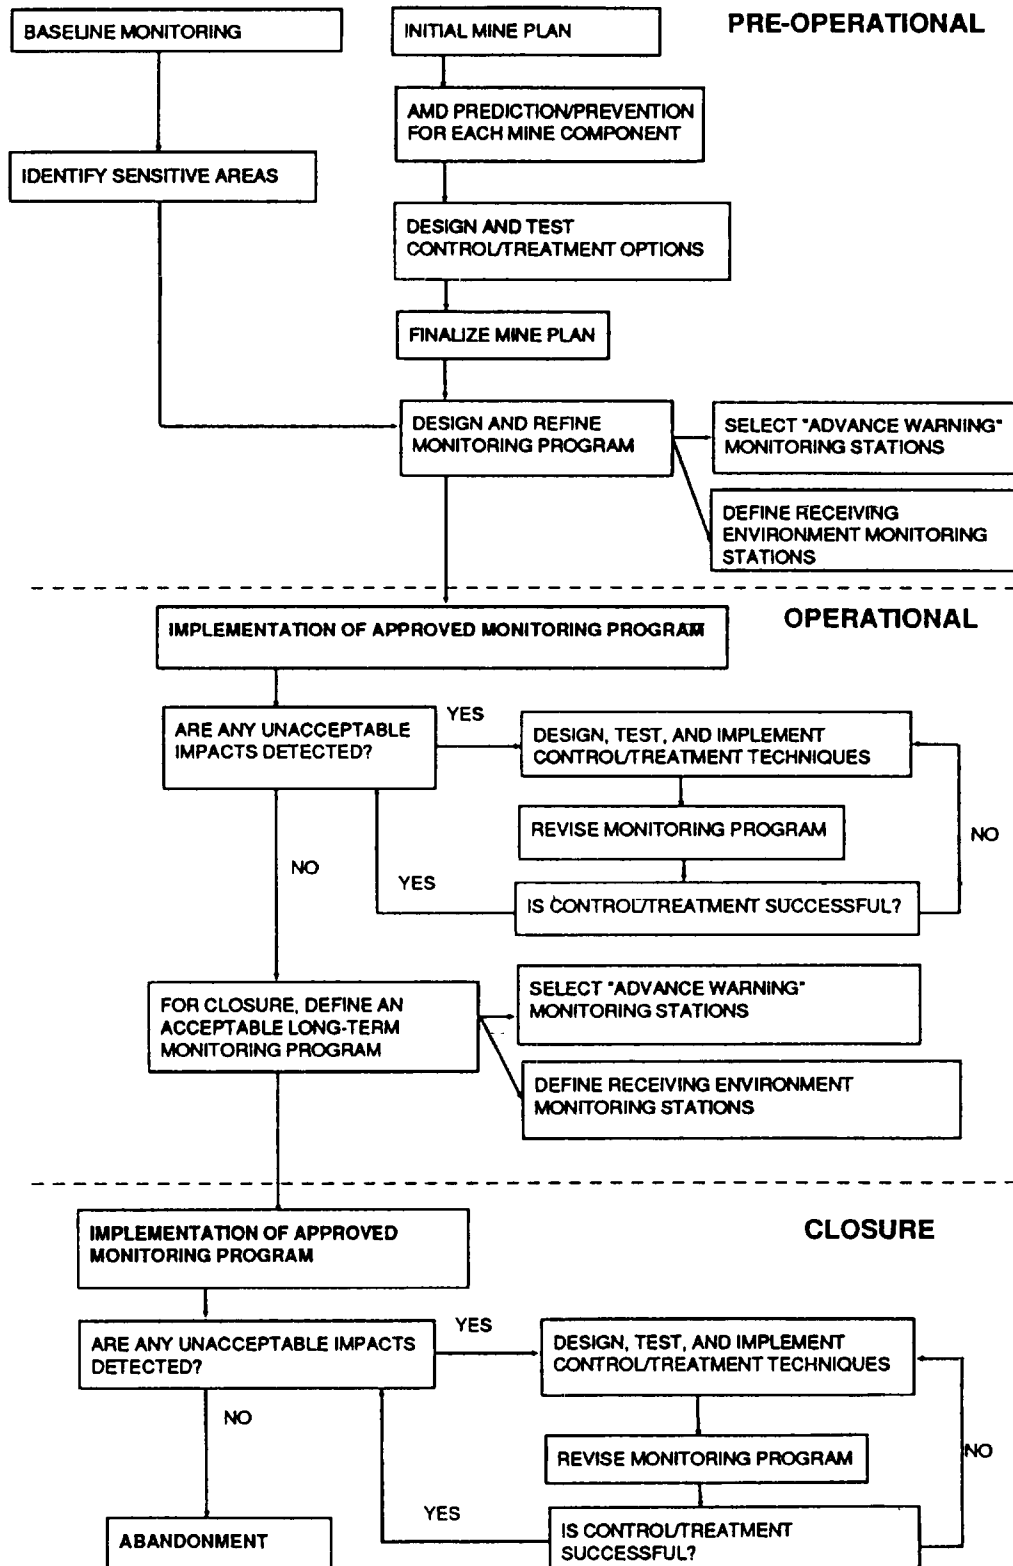 PRE-OPERATIONAL
BASELINE MONITORING
INITIAL MINE PLAN
AMD PREDICTION/PREVENTION
FOR EACH MINE COMPONENT
IDENTIFY SENSITIVE AREAS
DESIGN AND TEST
CONTROL/TREATMENT OPTIONS
FINALIZE MINE PLAN
DESIGN AND REFINE
MONITORING PROGRAM
SELECT "ADVANCE WARNING"
MONITORING STATIONS
DEFINE RECEIVING
ENVIRONMENT MONITORING
STATIONS
OPERATIONAL
IMPLEMENTATION OF APPROVED MONITORING PROGRAM
ARE ANY UNACCEPTABLE
IMPACTS DETECTED?
YES
DESIGN, TEST, AND IMPLEMENT
CONTROL/TREATMENT TECHNIQUES
REVISE MONITORING PROGRAM
NO
NO
YES
IS CONTROL/TREATMENT SUCCESSFUL?
FOR CLOSURE, DEFINE AN
ACCEPTABLE LONG-TERM
MONITORING PROGRAM
SELECT "ADVANCE WARNING"
MONITORING STATIONS
DEFINE RECEIVING ENVIRONMENT
MONITORING STATIONS
CLOSURE
IMPLEMENTATION OF APPROVED
MONITORING PROGRAM
ARE ANY UNACCEPTABLE IMPACTS
DETECTED?
YES
DESIGN, TEST, AND IMPLEMENT
CONTROL/TREATMENT TECHNIQUES
NO
REVISE MONITORING PROGRAM
NO
YES
ABANDONMENT
IS CONTROL/TREATMENT
SUCCESSFUL?